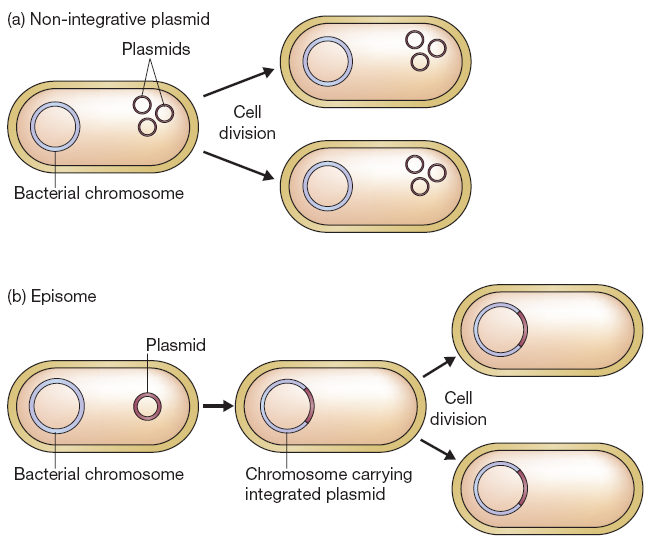 (a) Non-integrative plasmid
Plasmids
Cell
division
Bacterial chromosome
(b) Episome
Plasmid
Cell
division
Bacterial chromosome
Chromosome carrying
integrated plasmid